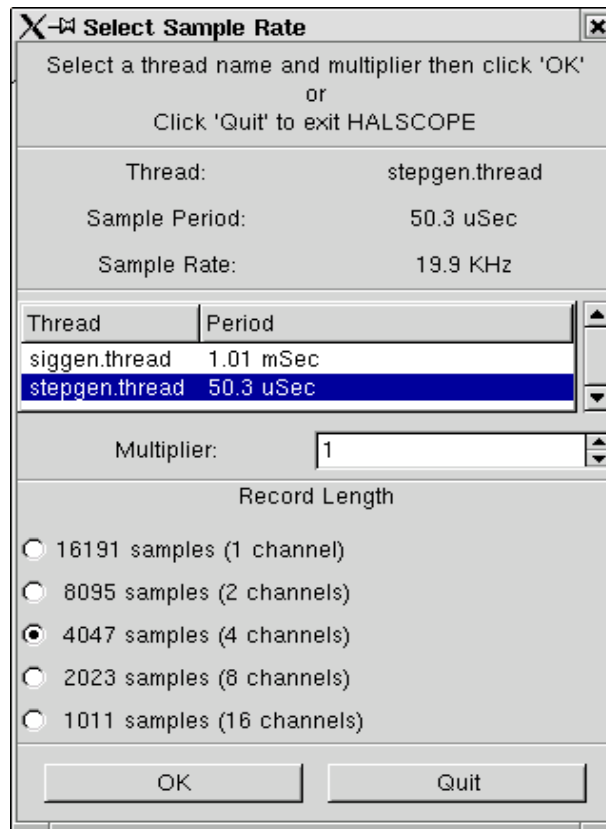 Select Sample Rate
Select a thread name and multiplier then click 'OK'
or
Click 'Quit' to exit HALSCOPE
Thread: stepgen.thread
Sample Period: 50.3 uSec
Sample Rate: 19.9 KHz
Thread Period
siggen.thread 1.01 mSec
stepgen.thread 50.3 uSec
Multiplier: 1
Record Length
16191 samples (1 channel)
8095 samples (2 channels)
4047 samples (4 channels)
2023 samples (8 channels)
1011 samples (16 channels)
OK Quit